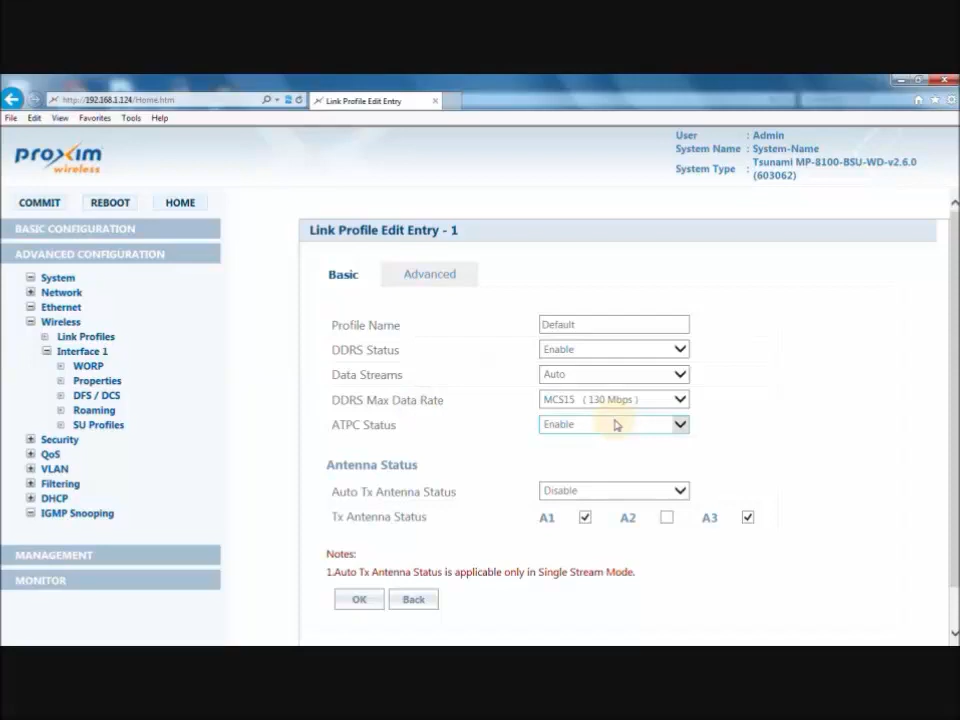 http://192.168.1.124/Home.htm
Link Profile Edit Entry
File Edit View Favorites Tools Help
proxim
wireless
User : Admin
System Name : System-Name
System Type : Tsunami MP-8100-BSU-WD-v2.6.0
(603062)
COMMIT REBOOT HOME
BASIC CONFIGURATION
ADVANCED CONFIGURATION
System
Network
Ethernet
Wireless
Link Profiles
Interface 1
WORP
Properties
DFS / DCS
Roaming
SU Profiles
Security
QoS
VLAN
Filtering
DHCP
IGMP Snooping
MANAGEMENT
MONITOR
Link Profile Edit Entry - 1
Basic Advanced
Profile Name Default
DDRS Status Enable
Data Streams Auto
DDRS Max Data Rate MCS15 ( 130 Mbps )
ATPC Status Enable
Antenna Status
Auto Tx Antenna Status Disable
Tx Antenna Status A1 A2 A3
Notes:
1.Auto Tx Antenna Status is applicable only in Single Stream Mode.
OK Back